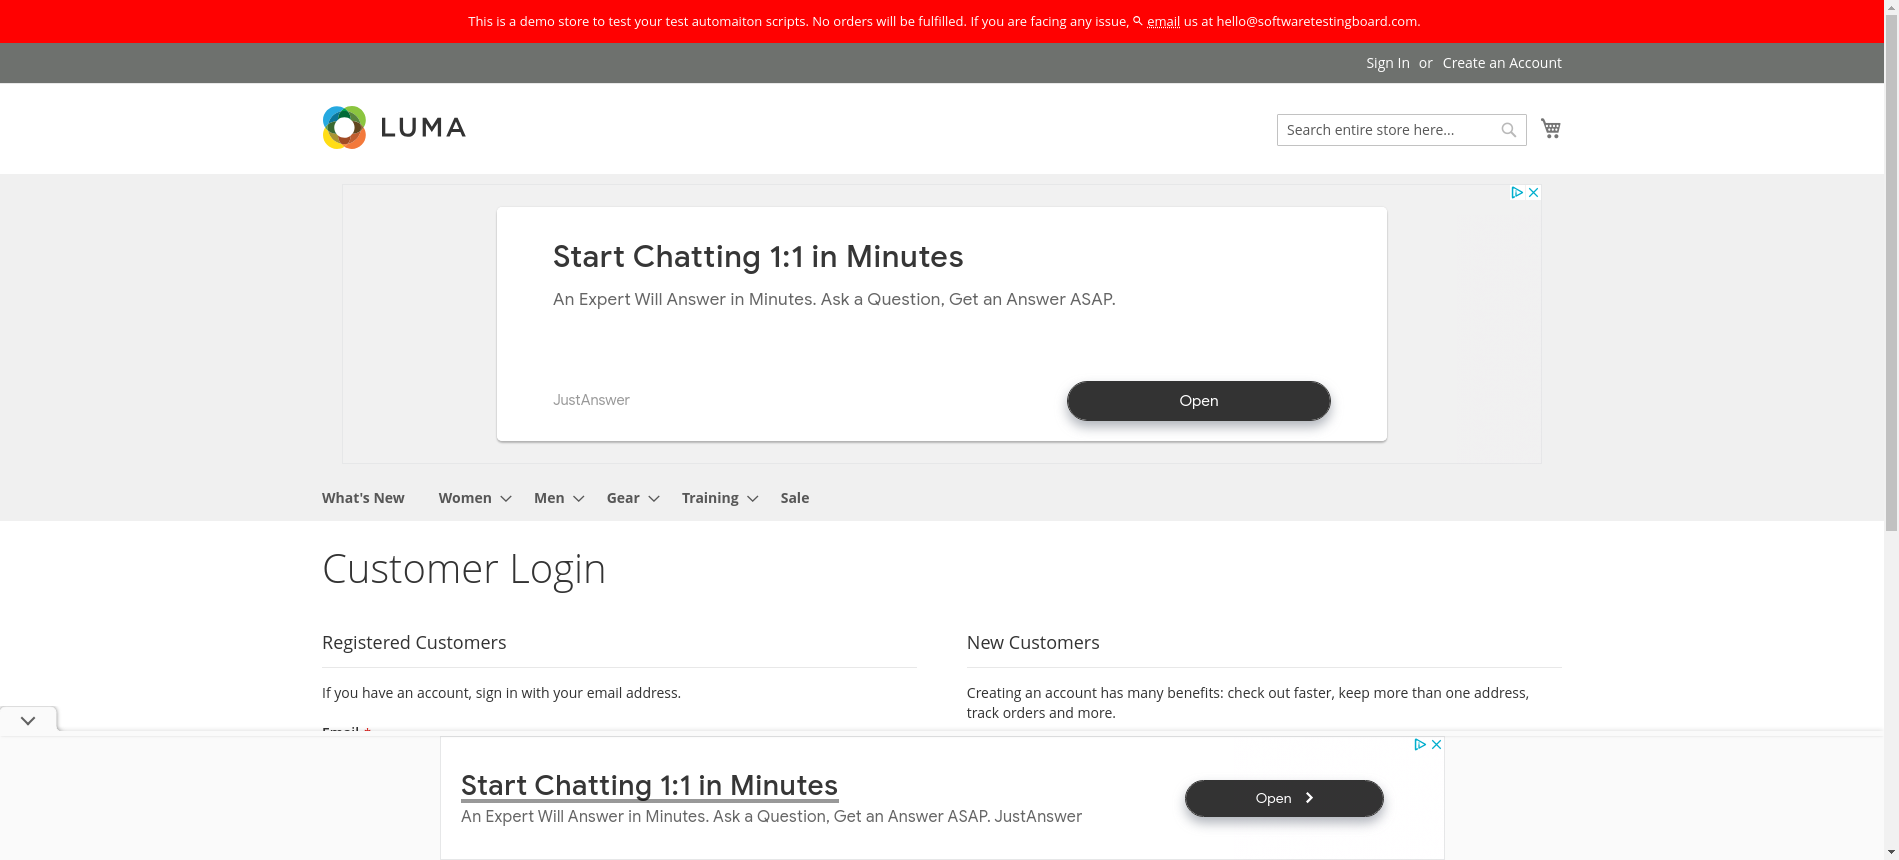 This is a demo store to test your test automaiton scripts. No orders will be fulfilled. If you are facing any issue, email us at hello@softwaretestingboard.com.
Sign In or Create an Account
LUMA
Search entire store here...
Start Chatting 1:1 in Minutes
An Expert Will Answer in Minutes. Ask a Question, Get an Answer ASAP.
JustAnswer
Open
What's New Women Men Gear Training Sale
Customer Login
Registered Customers
If you have an account, sign in with your email address.
Email *
New Customers
Creating an account has many benefits: check out faster, keep more than one address,
track orders and more.
Start Chatting 1:1 in Minutes
An Expert Will Answer in Minutes. Ask a Question, Get an Answer ASAP. JustAnswer
Open